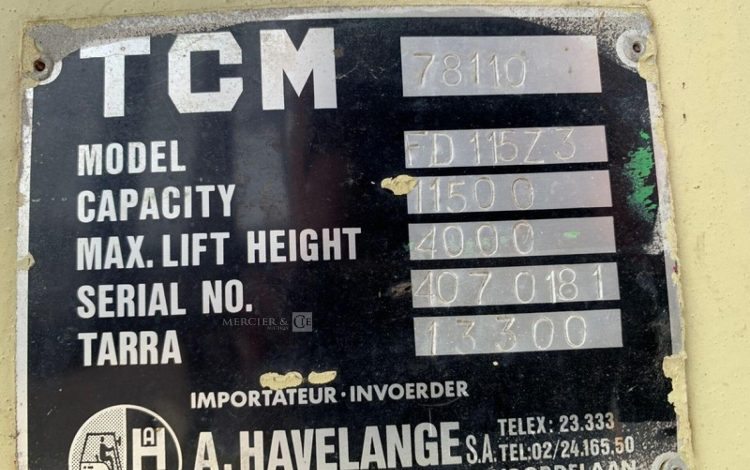 TCM 78110
MODEL FD 115Z3
CAPACITY 11500
MAX. LIFT HEIGHT 4000
SERIAL NO. 4070181
TARRA 13300
MERCIER & CIE
IMPORTATEUR · INVOERDER
TELEX: 23.333
A. HAVELANGE S.A. TEL: 02/24.165.50